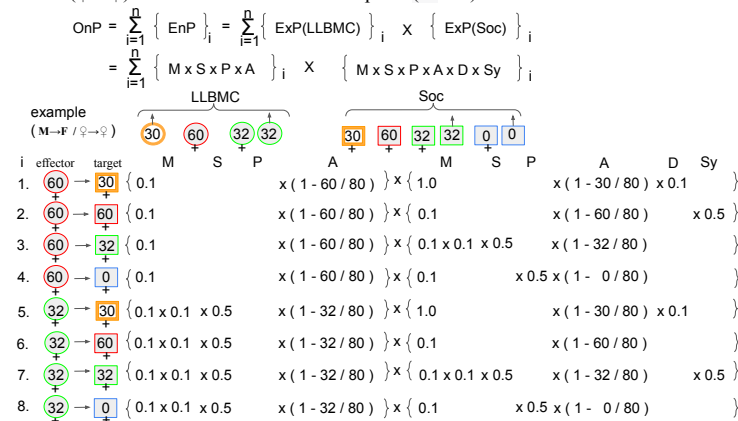 OnP = n Σ i=1 { EnP } i = n Σ i=1 { ExP(LLBMC) } i X { ExP(Soc) } i
= n Σ i=1 { M x S x P x A } i X { M x S x P x A x D x Sy } i
LLBMC Soc
example
( M→F / ♀→♀ ) 30 60 32 32 30 60 32 32 0 0
+ + + + + +
i effector target M S P A M S P A D Sy
1. 60 → 30 { 0.1 x ( 1 - 60 / 80 ) } x { 1.0 x ( 1 - 30 / 80 ) x 0.1 }
+ +
2. 60 → 60 { 0.1 x ( 1 - 60 / 80 ) } x { 0.1 x ( 1 - 60 / 80 ) x 0.5 }
+ +
3. 60 → 32 { 0.1 x ( 1 - 60 / 80 ) } x { 0.1 x 0.1 x 0.5 x ( 1 - 32 / 80 ) }
+ +
4. 60 → 0 { 0.1 x ( 1 - 60 / 80 ) } x { 0.1 x 0.5 x ( 1 - 0 / 80 ) }
+ +
5. 32 → 30 { 0.1 x 0.1 x 0.5 x ( 1 - 32 / 80 ) } x { 1.0 x ( 1 - 30 / 80 ) x 0.1 }
+ +
6. 32 → 60 { 0.1 x 0.1 x 0.5 x ( 1 - 32 / 80 ) } x { 0.1 x ( 1 - 60 / 80 ) }
+ +
7. 32 → 32 { 0.1 x 0.1 x 0.5 x ( 1 - 32 / 80 ) } x { 0.1 x 0.1 x 0.5 x ( 1 - 32 / 80 ) x 0.5 }
+ +
8. 32 → 0 { 0.1 x 0.1 x 0.5 x ( 1 - 32 / 80 ) } x { 0.1 x 0.5 x ( 1 - 0 / 80 ) }
+ +